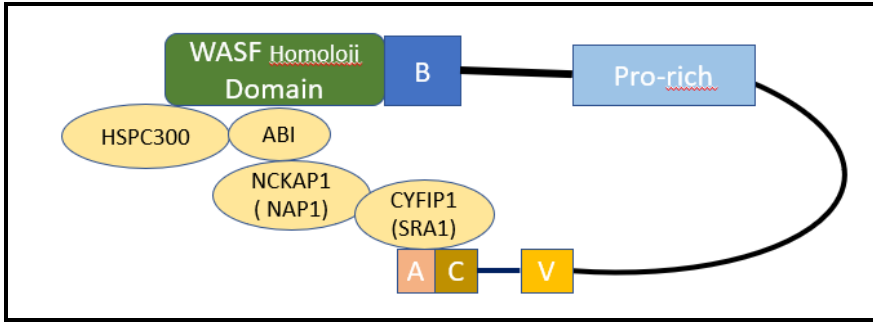 WASF Homoloji
Domain
B
Pro-rich
HSPC300
ABI
NCKAP1
( NAP1)
CYFIP1
(SRA1)
A C V